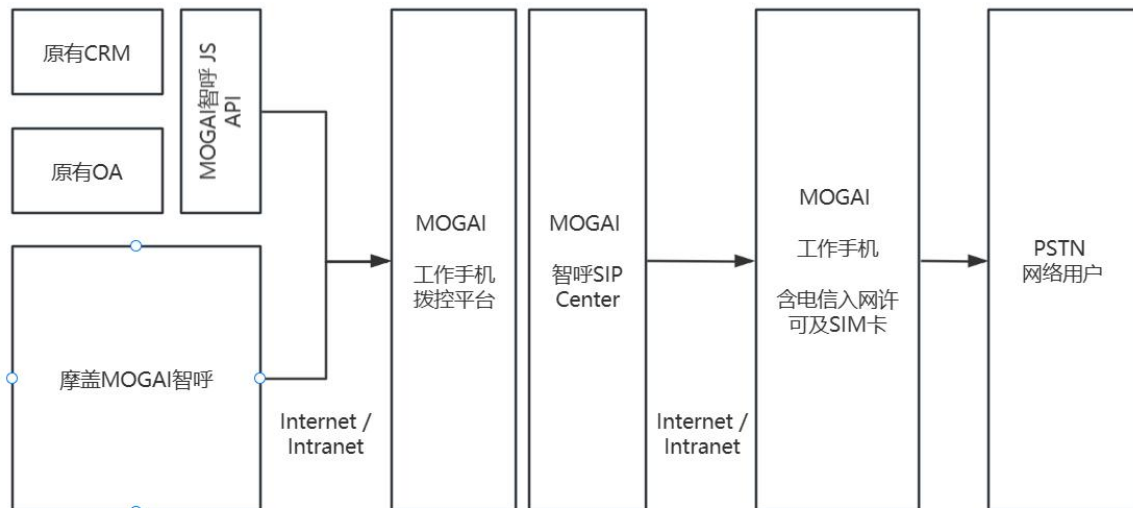 原有CRM
原有OA
MOGAI智呼 JS
API
摩盖MOGAI智呼
Internet /
Intranet
MOGAI
工作手机
拨控平台
MOGAI
智呼SIP
Center
Internet /
Intranet
MOGAI
工作手机
含电信入网许
可及SIM卡
PSTN
网络用户